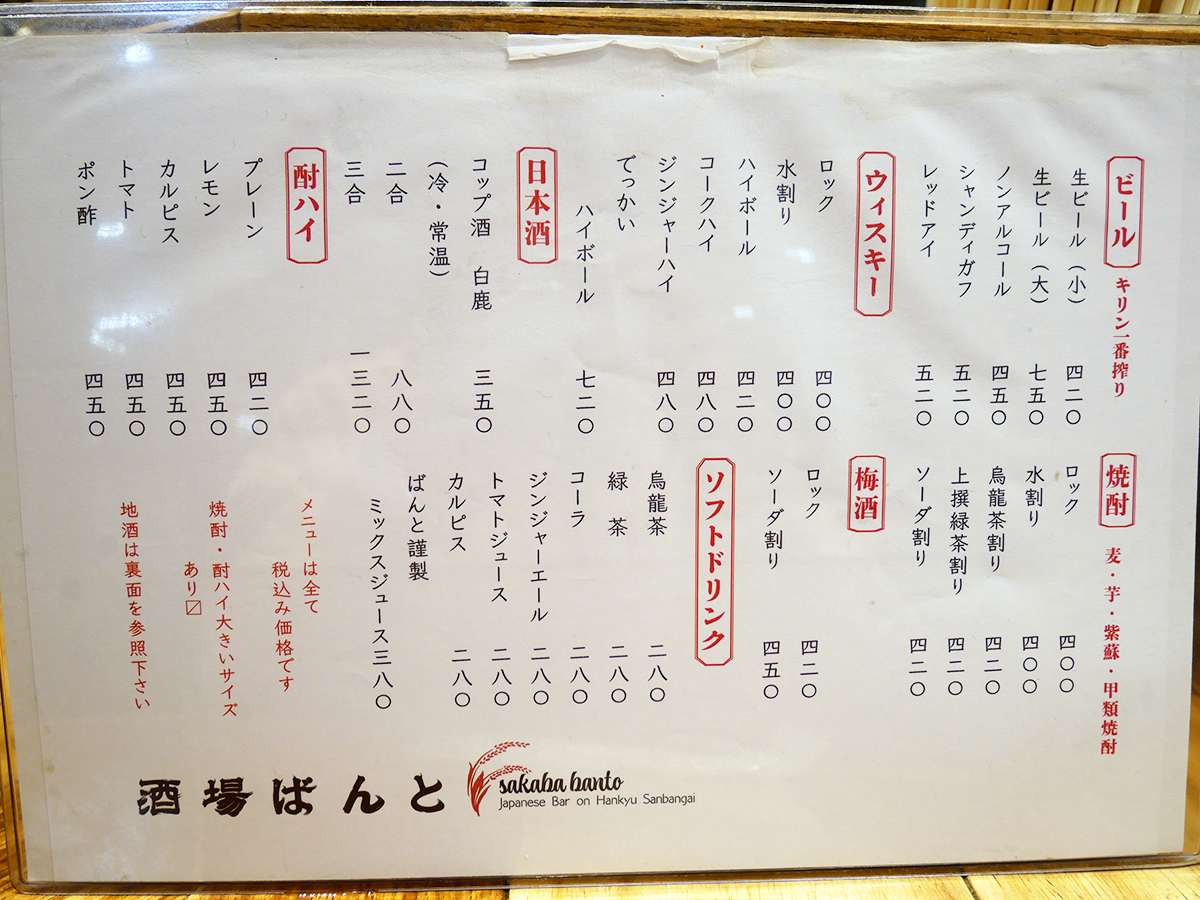 ビール
キリン一番搾り
生ビール（小） 四二〇
生ビール（大） 七五〇
ノンアルコール 四五〇
シャンディガフ 五二〇
レッドアイ 五二〇
ウィスキー
ロック 四〇〇
水割り 四〇〇
ハイボール 四二〇
コークハイ 四八〇
ジンジャーハイ 四八〇
でっかい
ハイボール 七二〇
日本酒
コップ酒 白鹿 三五〇
（冷・常温）
二合 八八〇
三合 一三二〇
酎ハイ
プレーン 四二〇
レモン 四五〇
カルピス 四五〇
トマト 四五〇
ポン酢 四五〇
焼酎
麦・芋・紫蘇・甲類焼酎
ロック 四〇〇
水割り 四〇〇
烏龍茶割り 四二〇
上撰緑茶割り 四二〇
ソーダ割り 四二〇
梅酒
ロック 四二〇
ソーダ割り 四五〇
ソフトドリンク
烏龍茶 二八〇
緑茶 二八〇
コーラ 二八〇
ジンジャーエール 二八〇
トマトジュース 二八〇
カルピス 二八〇
ばんと謹製
ミックスジュース 三八〇
メニューは全て
税込み価格です
焼酎・酎ハイ大きいサイズ
あり〼
地酒は裏面を参照下さい
酒場ばんと
sakaba banto
Japanese Bar on Hankyu Sanbangai